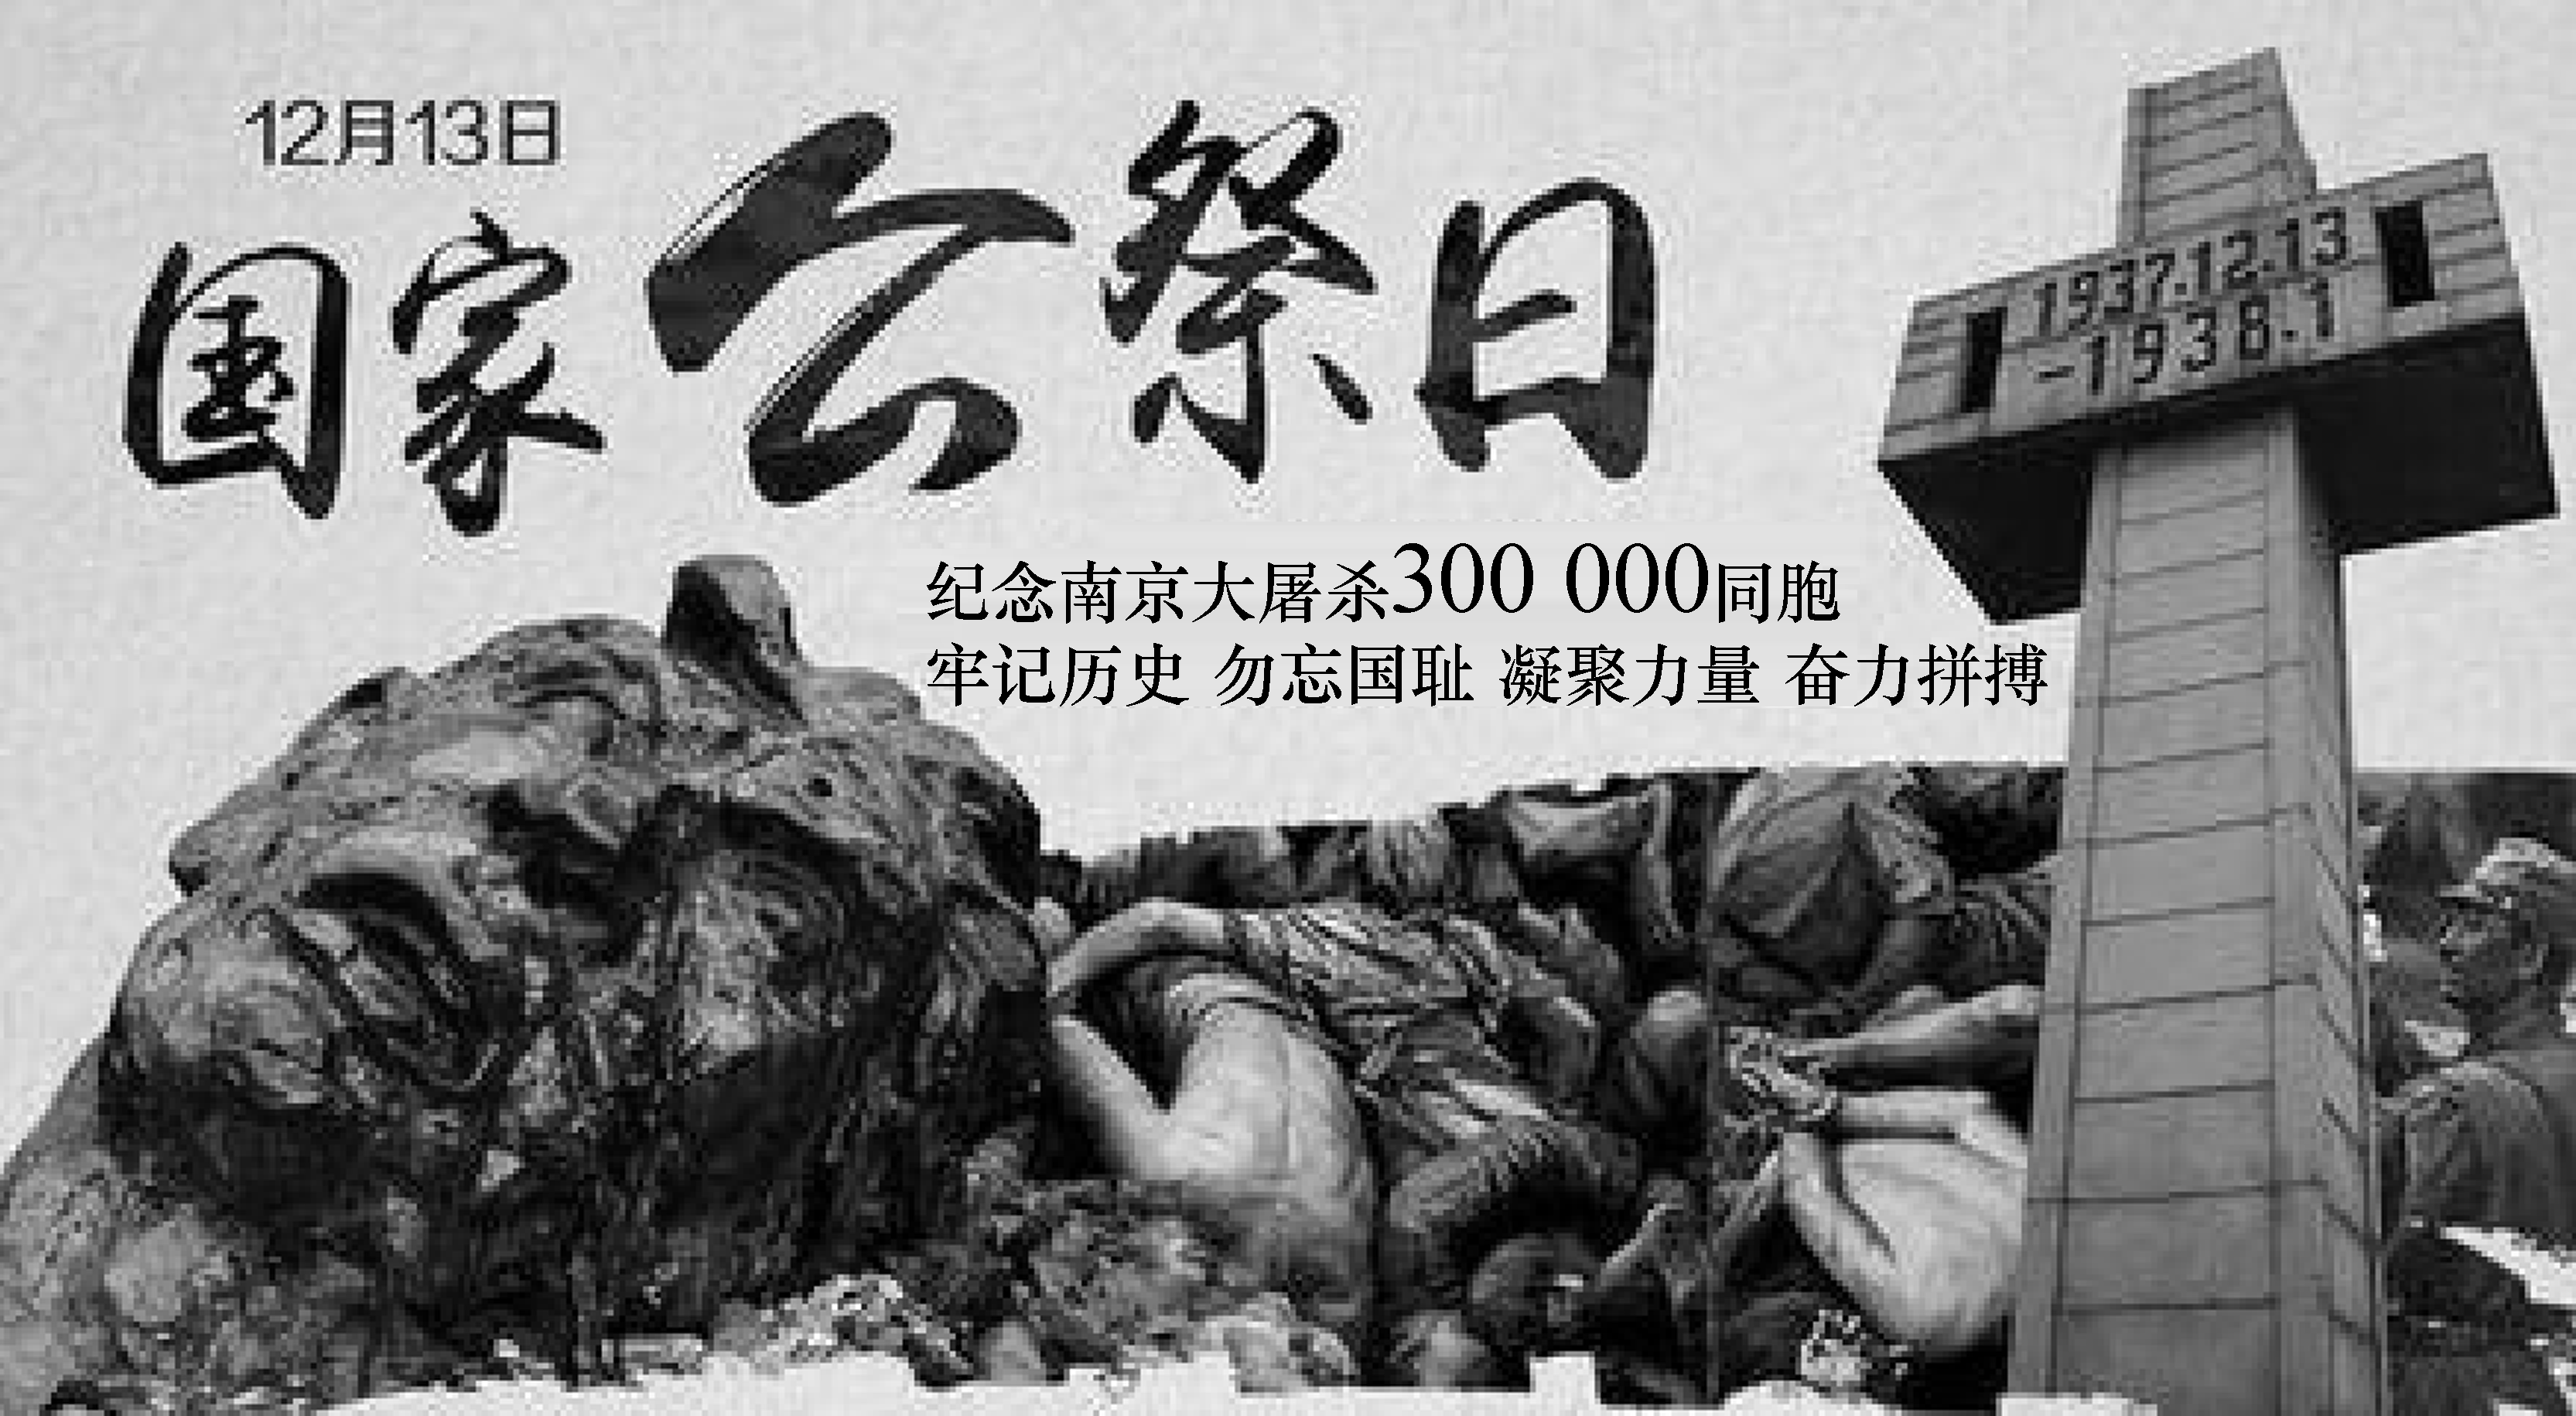 12月13日
国家公祭日
1937.12.13
-1938.1
纪念南京大屠杀300 000同胞
牢记历史 勿忘国耻 凝聚力量 奋力拼搏